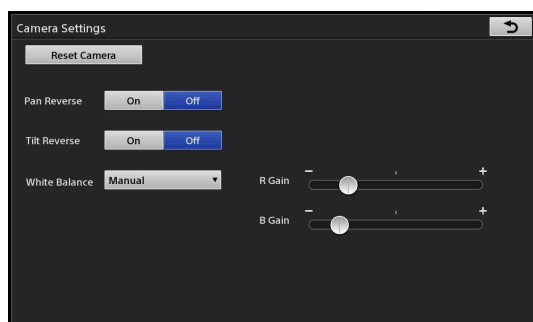 Camera Settings
Reset Camera
Pan Reverse On Off
Tilt Reverse On Off
White Balance Manual
R Gain - +
B Gain - +